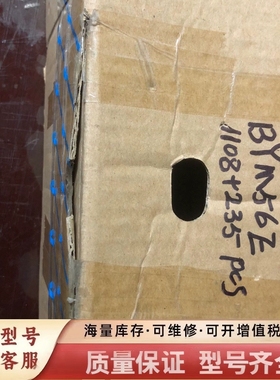 BYM56Z
1108+235-pcs
型号
客服
海量库存·可维修·可开增值税
质量保证 型号齐